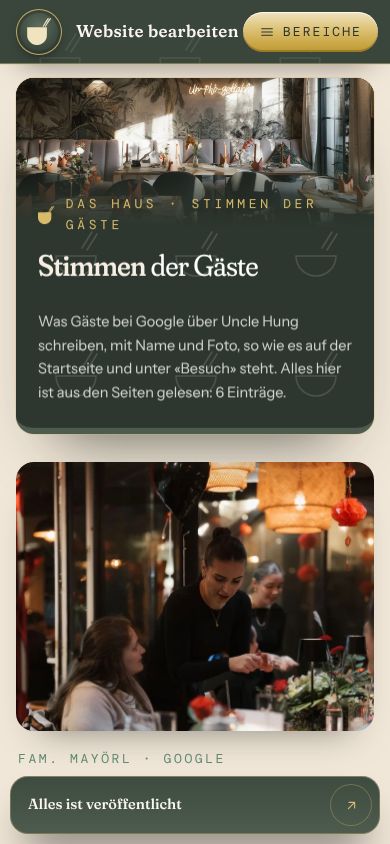 Website bearbeiten
BEREICHE
DAS HAUS · STIMMEN DER
GÄSTE
Stimmen der Gäste
Was Gäste bei Google über Uncle Hung
schreiben, mit Name und Foto, so wie es auf der
Startseite und unter «Besuch» steht. Alles hier
ist aus den Seiten gelesen: 6 Einträge.
FAM. MAYÖRL · GOOGLE
Alles ist veröffentlicht